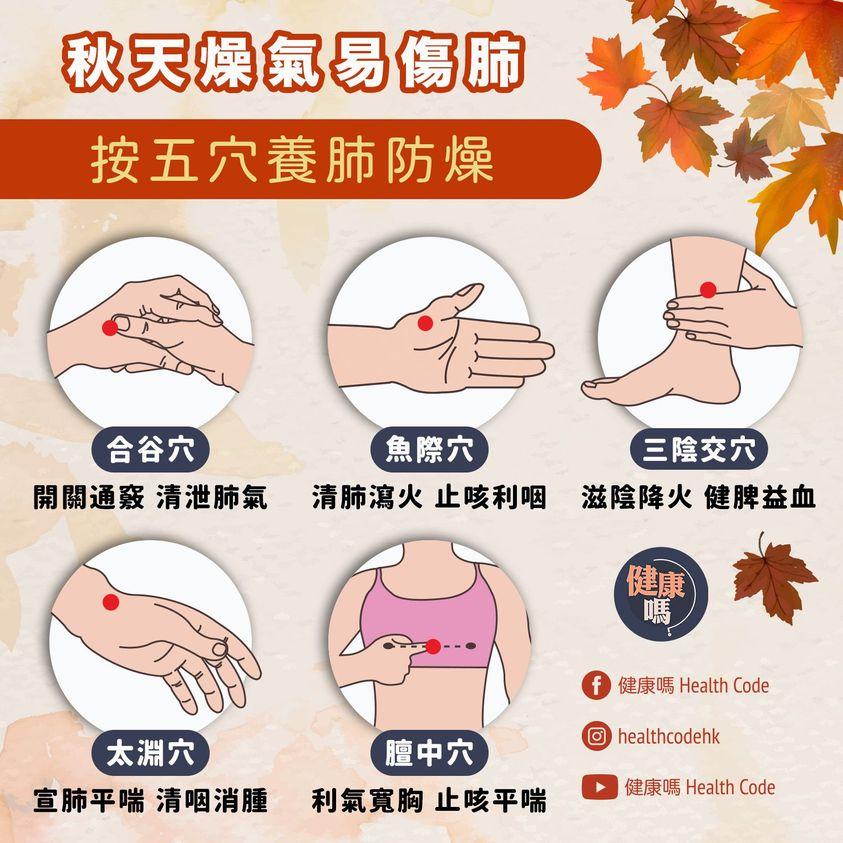 秋天燥氣易傷肺
按五穴養肺防燥
合谷穴
開關通竅 清泄肺氣
魚際穴
清肺瀉火 止咳利咽
三陰交穴
滋陰降火 健脾益血
太淵穴
宣肺平喘 清咽消腫
膻中穴
利氣寬胸 止咳平喘
健康
嗎
健康嗎 Health Code
healthcodehk
健康嗎 Health Code